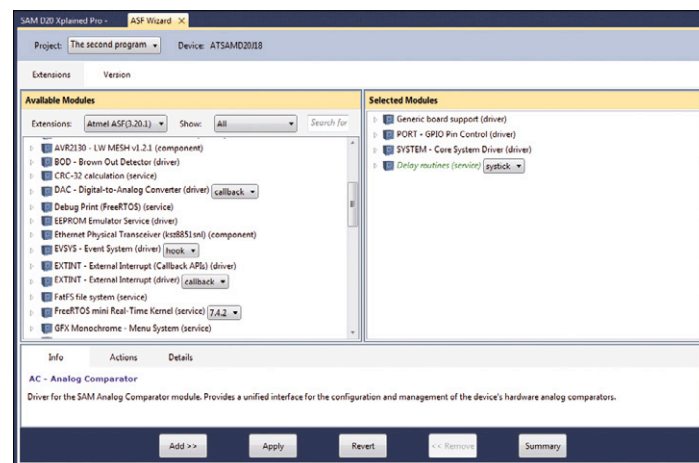 SAM D20 Xplained Pro -
ASF Wizard
Project: The second program
Device: ATSAMD20J18
Extensions
Version
Available Modules
Extensions: Atmel ASF(3.20.1) Show: All Search for
AVR2130 - LW MESH v1.2.1 (component)
BOD - Brown Out Detector (driver)
CRC-32 calculation (service)
DAC - Digital-to-Analog Converter (driver) callback
Debug Print (FreeRTOS) (service)
EEPROM Emulator Service (driver)
Ethernet Physical Transceiver (ksz8851snl) (component)
EVSYS - Event System (driver) hook
EXTINT - External Interrupt (Callback APIs) (driver)
EXTINT - External Interrupt (driver) callback
FatFS file system (service)
FreeRTOS mini Real-Time Kernel (service) 7.4.2
GFX Monochrome - Menu System (service)
Selected Modules
Generic board support (driver)
PORT - GPIO Pin Control (driver)
SYSTEM - Core System Driver (driver)
Delay routines (service) systick
Info
Actions
Details
AC - Analog Comparator
Driver for the SAM Analog Comparator module. Provides a unified interface for the configuration and management of the device's hardware analog comparators.
Add >>
Apply
Revert
<< Remove
Summary